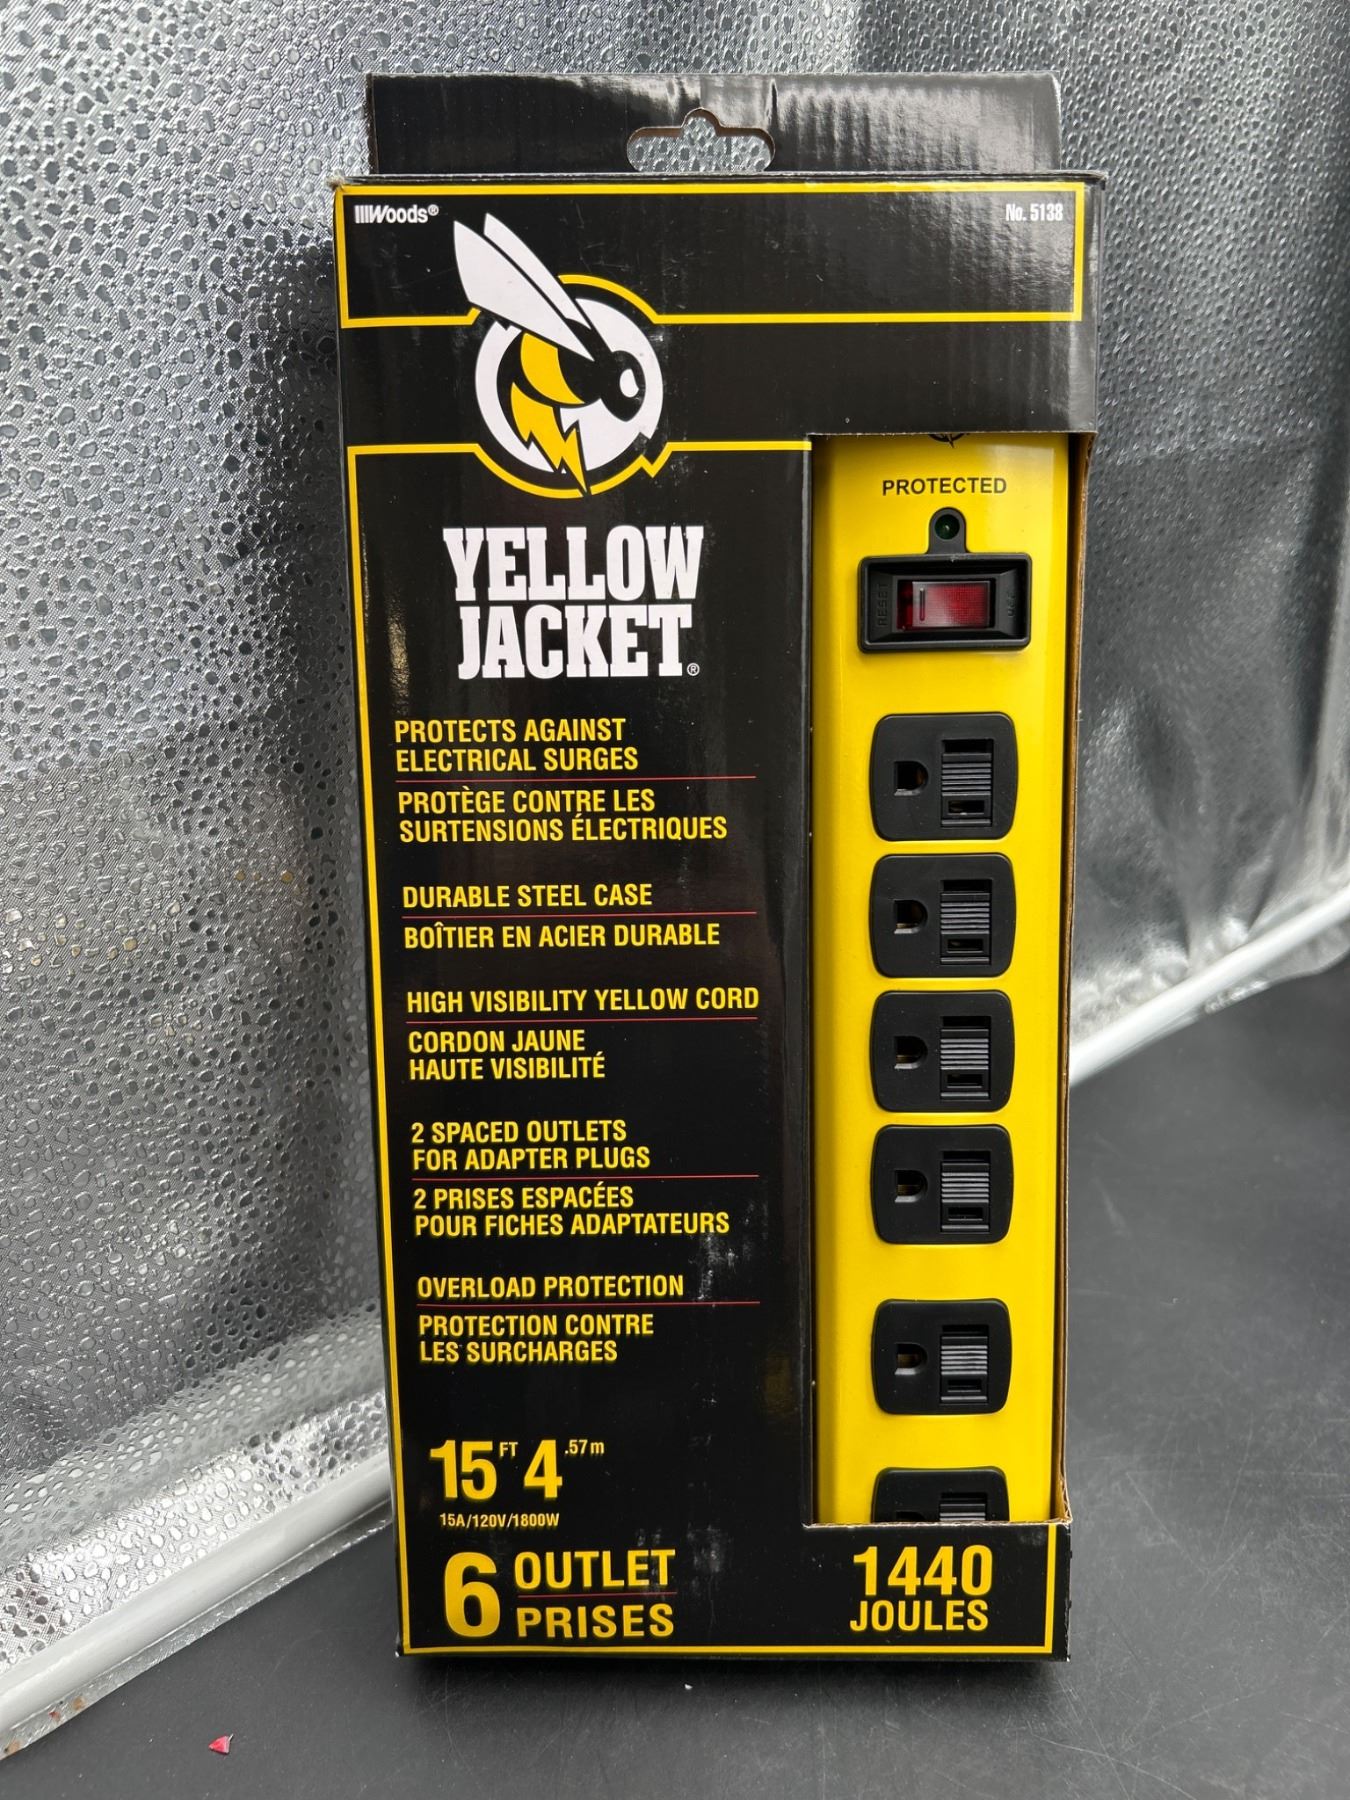 Woods®
No. 5138
YELLOW
JACKET®
PROTECTS AGAINST
ELECTRICAL SURGES
PROTÈGE CONTRE LES
SURTENSIONS ÉLECTRIQUES
DURABLE STEEL CASE
BOÎTIER EN ACIER DURABLE
HIGH VISIBILITY YELLOW CORD
CORDON JAUNE
HAUTE VISIBILITÉ
2 SPACED OUTLETS
FOR ADAPTER PLUGS
2 PRISES ESPACÉES
POUR FICHES ADAPTATEURS
OVERLOAD PROTECTION
PROTECTION CONTRE
LES SURCHARGES
15 FT 4.57m
15A/120V/1800W
6 OUTLET
PRISES
1440
JOULES
PROTECTED
RESET